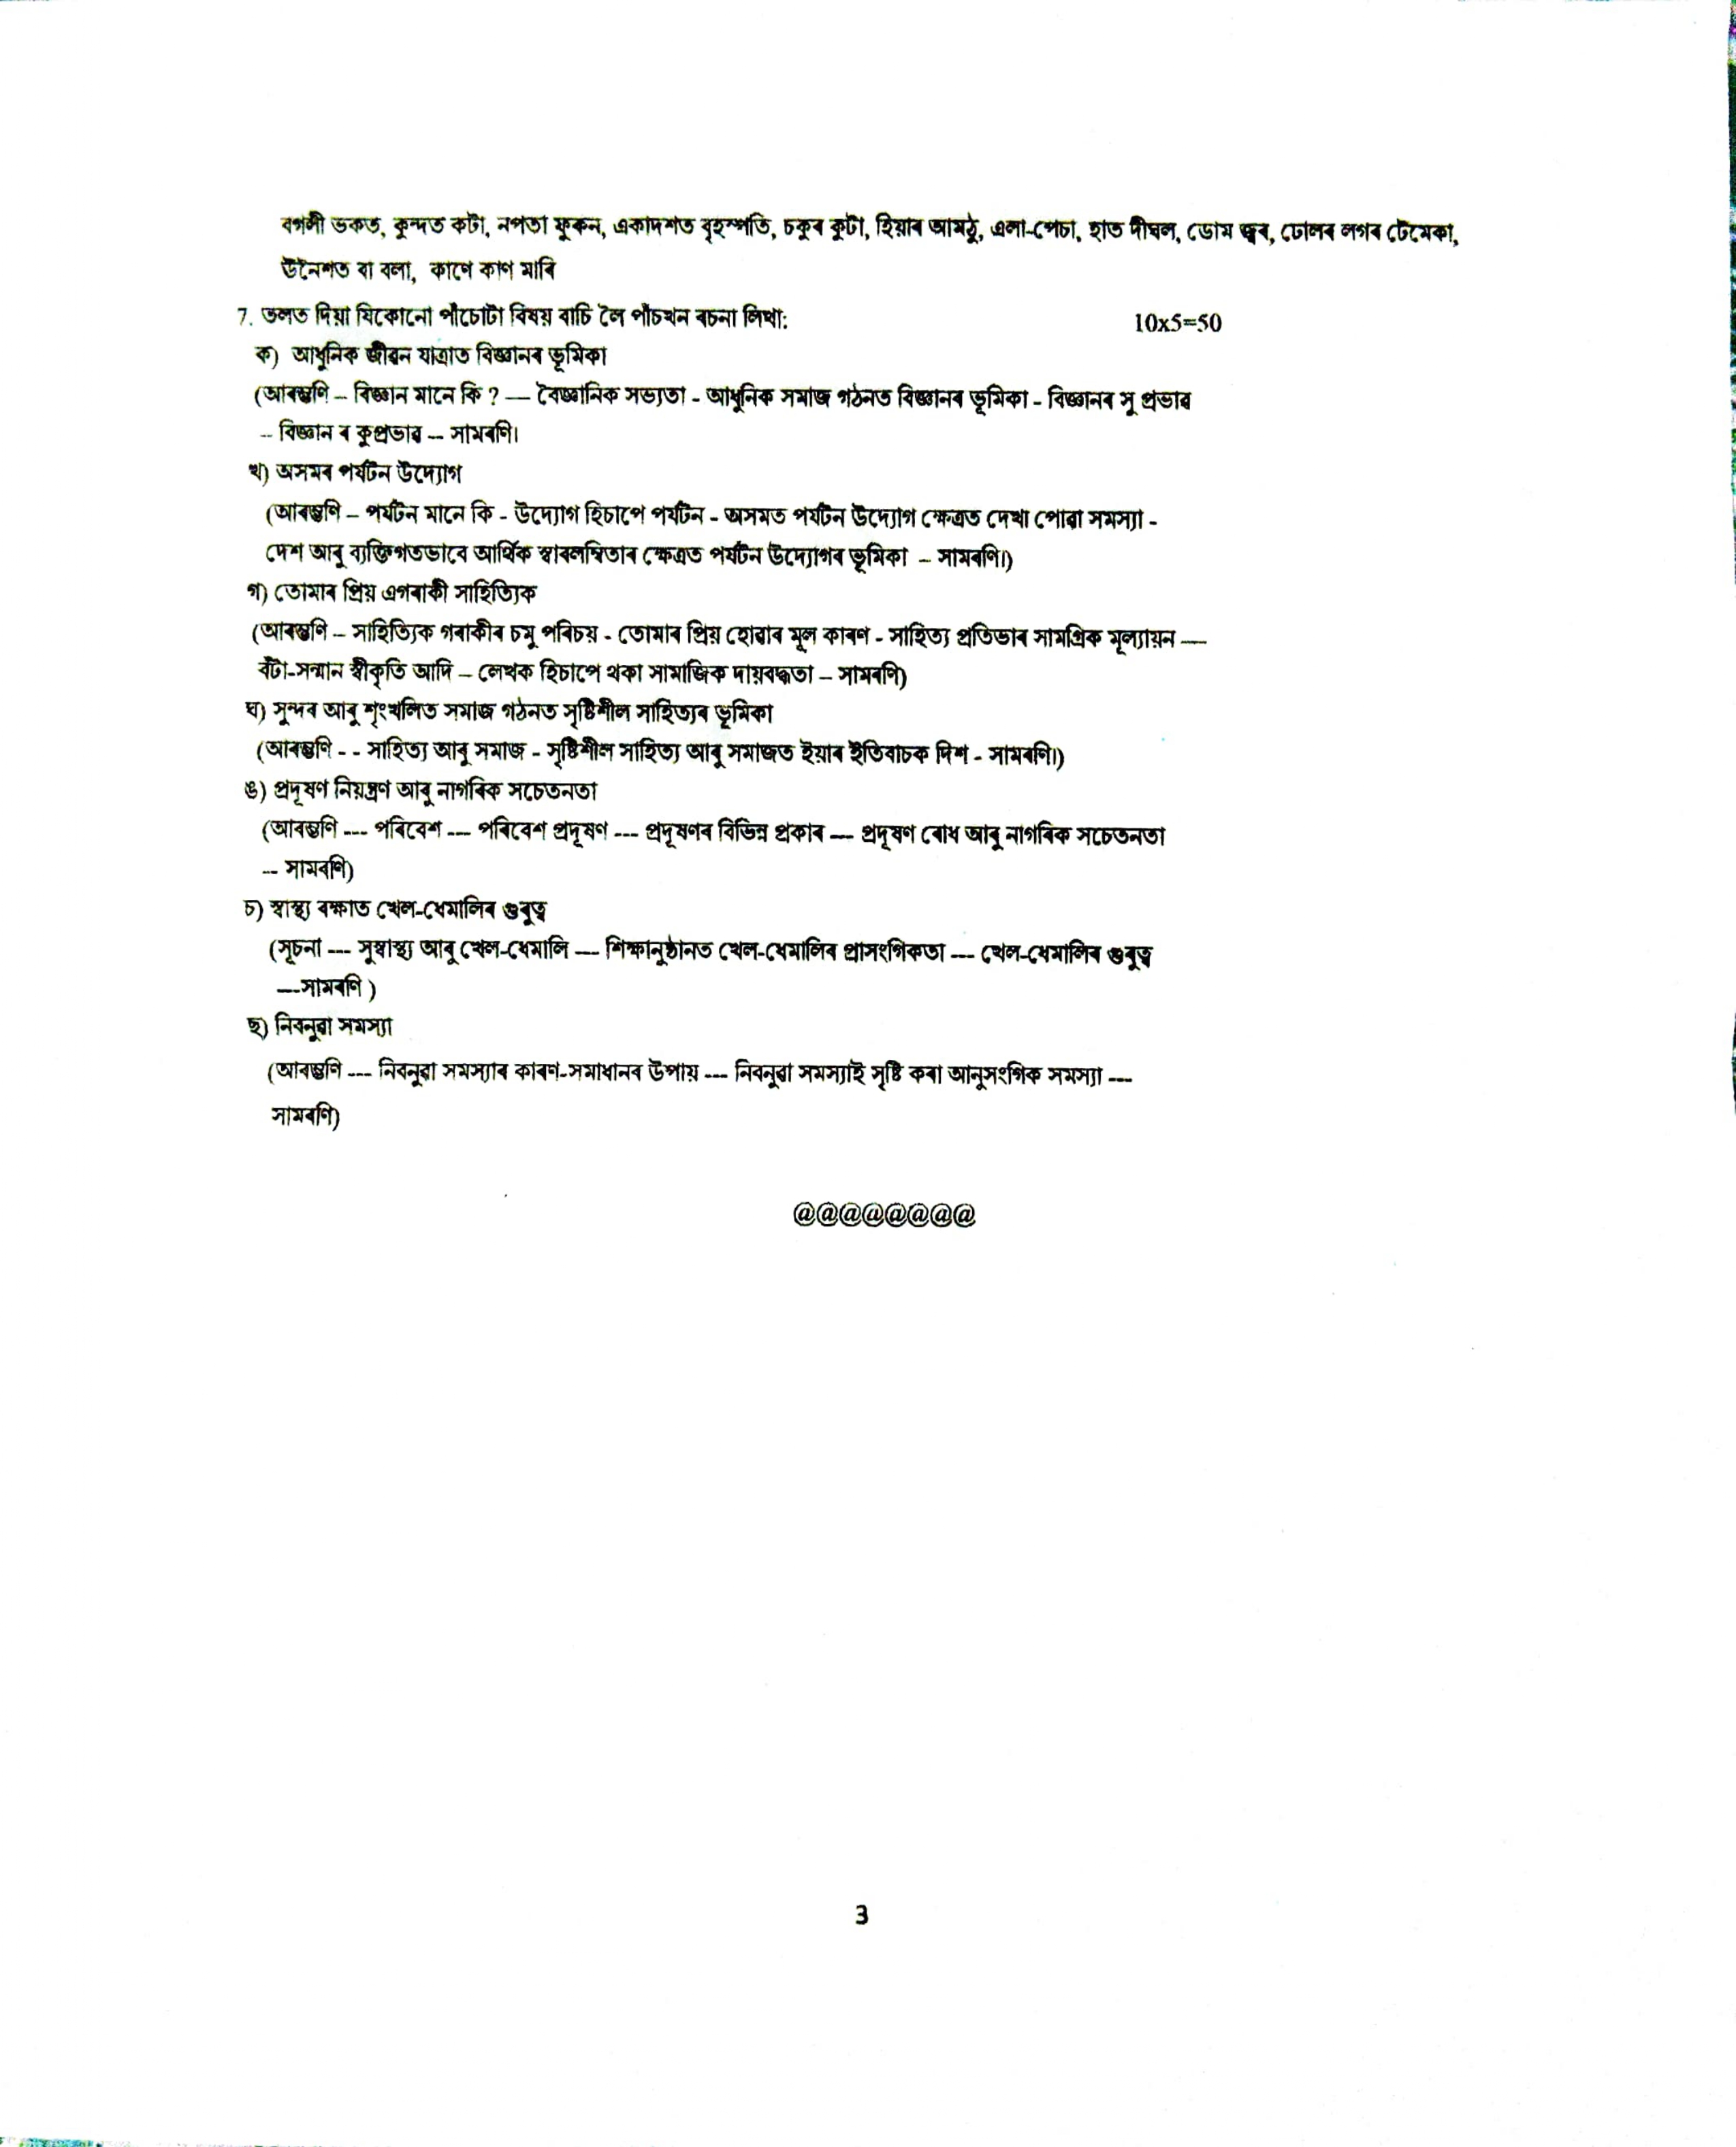 বগলী ভকত, কুন্দত কটা, নপতা ফুকন, একাদশত বৃহস্পতি, চকুৰ কুটা, হিয়াৰ আমঠু, এলা-পেচা, হাত দীঘল, ডোম জ্বৰ, ঢোলৰ লগৰ টেমেকা,
উনৈশত বা বলা, কাণে কাণ মাৰি
7. তলত দিয়া যিকোনো পাঁচোটা বিষয় বাচি লৈ পাঁচখন ৰচনা লিখা: 10x5=50
ক) আধুনিক জীৱন যাত্ৰাত বিজ্ঞানৰ ভূমিকা
(আৰম্ভণি – বিজ্ঞান মানে কি ? — বৈজ্ঞানিক সভ্যতা - আধুনিক সমাজ গঠনত বিজ্ঞানৰ ভূমিকা - বিজ্ঞানৰ সু প্ৰভাৱ
-- বিজ্ঞান ৰ কুপ্ৰভাৱ -- সামৰণি।
খ) অসমৰ পৰ্যটন উদ্যোগ
(আৰম্ভণি – পৰ্যটন মানে কি - উদ্যোগ হিচাপে পৰ্যটন - অসমত পৰ্যটন উদ্যোগ ক্ষেত্ৰত দেখা পোৱা সমস্যা -
দেশ আৰু ব্যক্তিগতভাবে আৰ্থিক স্বাৱলম্বিতাৰ ক্ষেত্ৰত পৰ্যটন উদ্যোগৰ ভূমিকা – সামৰণি।)
গ) তোমাৰ প্ৰিয় এগৰাকী সাহিত্যিক
(আৰম্ভণি – সাহিত্যিক গৰাকীৰ চমু পৰিচয় - তোমাৰ প্ৰিয় হোৱাৰ মূল কাৰণ - সাহিত্য প্ৰতিভাৰ সামগ্ৰিক মূল্যায়ন —
বঁটা-সন্মান স্বীকৃতি আদি – লেখক হিচাপে থকা সামাজিক দায়বদ্ধতা – সামৰণি)
ঘ) সুন্দৰ আৰু শৃংখলিত সমাজ গঠনত সৃষ্টিশীল সাহিত্যৰ ভূমিকা
(আৰম্ভণি - - সাহিত্য আৰু সমাজ - সৃষ্টিশীল সাহিত্য আৰু সমাজত ইয়াৰ ইতিবাচক দিশ - সামৰণি।)
ঙ) প্ৰদূষণ নিয়ন্ত্ৰণ আৰু নাগৰিক সচেতনতা
(আৰম্ভণি --- পৰিবেশ --- পৰিবেশ প্ৰদূষণ --- প্ৰদূষণৰ বিভিন্ন প্ৰকাৰ --- প্ৰদূষণ ৰোধ আৰু নাগৰিক সচেতনতা
-- সামৰণি)
চ) স্বাস্থ্য ৰক্ষাত খেল-ধেমালিৰ গুৰুত্ব
(সূচনা --- সুস্বাস্থ্য আৰু খেল-ধেমালি --- শিক্ষানুষ্ঠানত খেল-ধেমালিৰ প্ৰাসংগিকতা --- খেল-ধেমালিৰ গুৰুত্ব
---সামৰণি )
ছ) নিবনুৱা সমস্যা
(আৰম্ভণি --- নিবনুৱা সমস্যাৰ কাৰণ-সমাধানৰ উপায় --- নিবনুৱা সমস্যাই সৃষ্টি কৰা আনুসংগিক সমস্যা ---
সামৰণি)
@@@@@@@@
3